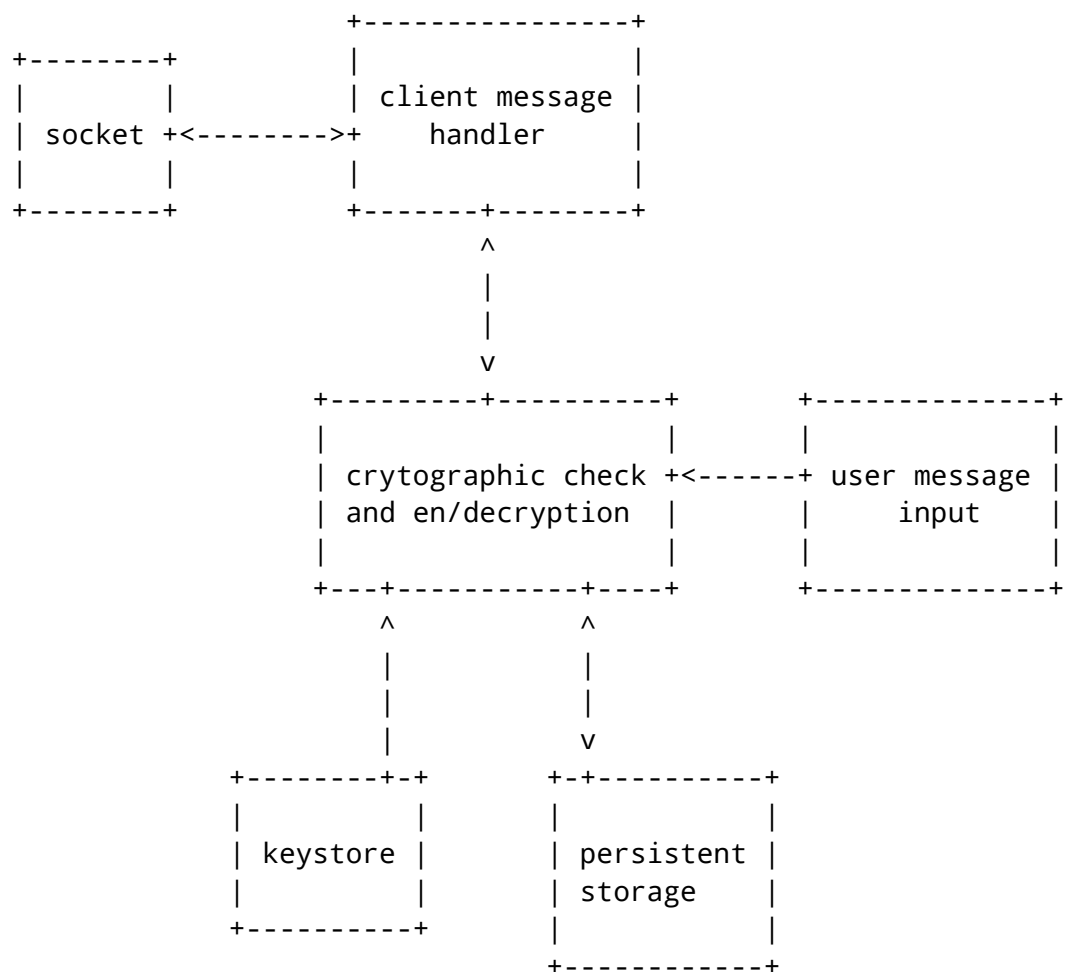 client message
socket
handler
crytographic check
and en/decryption
user message
input
keystore
persistent
storage